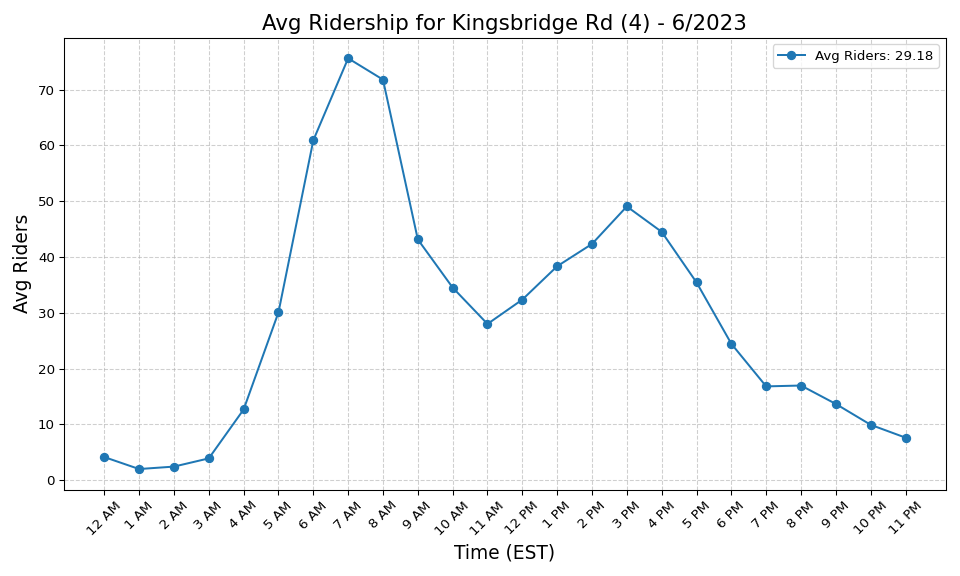 Avg Ridership for Kingsbridge Rd (4) - 6/2023
Avg Riders: 29.18
Avg Riders
70
60
50
40
30
20
10
0
12 AM
1 AM
2 AM
3 AM
4 AM
5 AM
6 AM
7 AM
8 AM
9 AM
10 AM
11 AM
12 PM
1 PM
2 PM
3 PM
4 PM
5 PM
6 PM
7 PM
8 PM
9 PM
10 PM
11 PM
Time (EST)